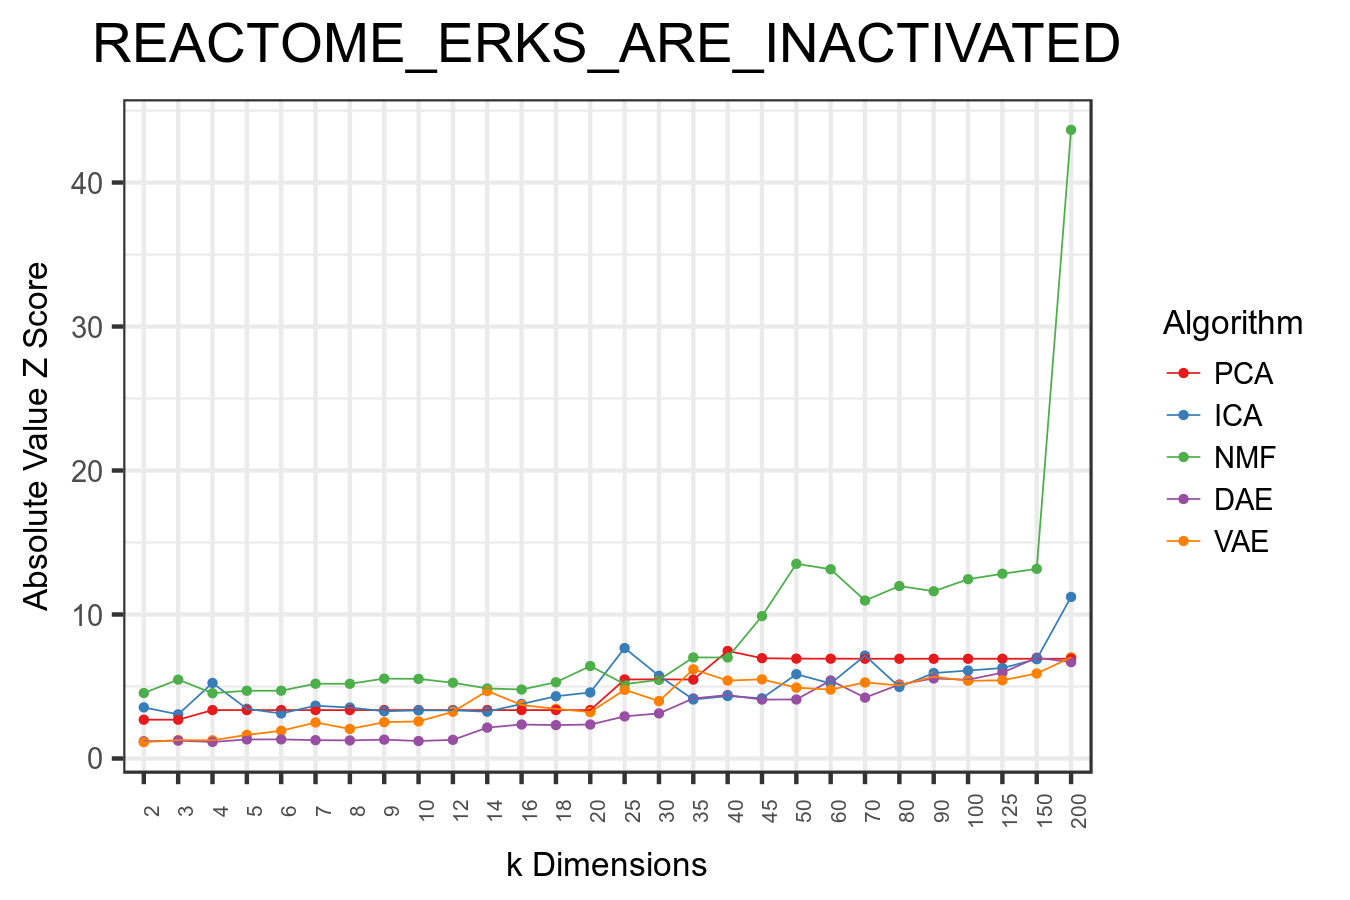 REACTOME_ERKS_ARE_INACTIVATED
Absolute Value Z Score
40
30
20
10
0
2 3 4 5 6 7 8 9 10 12 14 16 18 20 25 30 35 40 45 50 60 70 80 90 100 125 150 200
k Dimensions
Algorithm
PCA
ICA
NMF
DAE
VAE